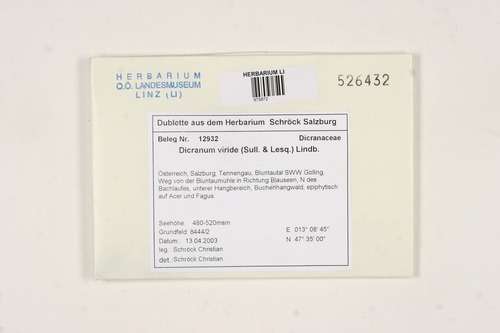 HERBARIUM
O.Ö. LANDESMUSEUM
LINZ (LI)
HERBARIUM LI
526432
Dublette aus dem Herbarium Schröck Salzburg
Beleg Nr. 12932 Dicranaceae
Dicranum viride (Sull. & Lesq.) Lindb.
Österreich, Salzburg, Tennengau, Bluntautal SWW Golling,
Weg von der Bluntaumühle in Richtung Blauseen, N des
Bachlaufes, unterer Hangbereich, Buchenhangwald, epiphytisch
auf Acer und Fagus.
Seehöhe: 480-520msm
Grundfeld: 8444/2 E 013° 08' 45"
Datum: 13.04.2003 N 47° 35' 00"
leg.: Schröck Christian
det.: Schröck Christian